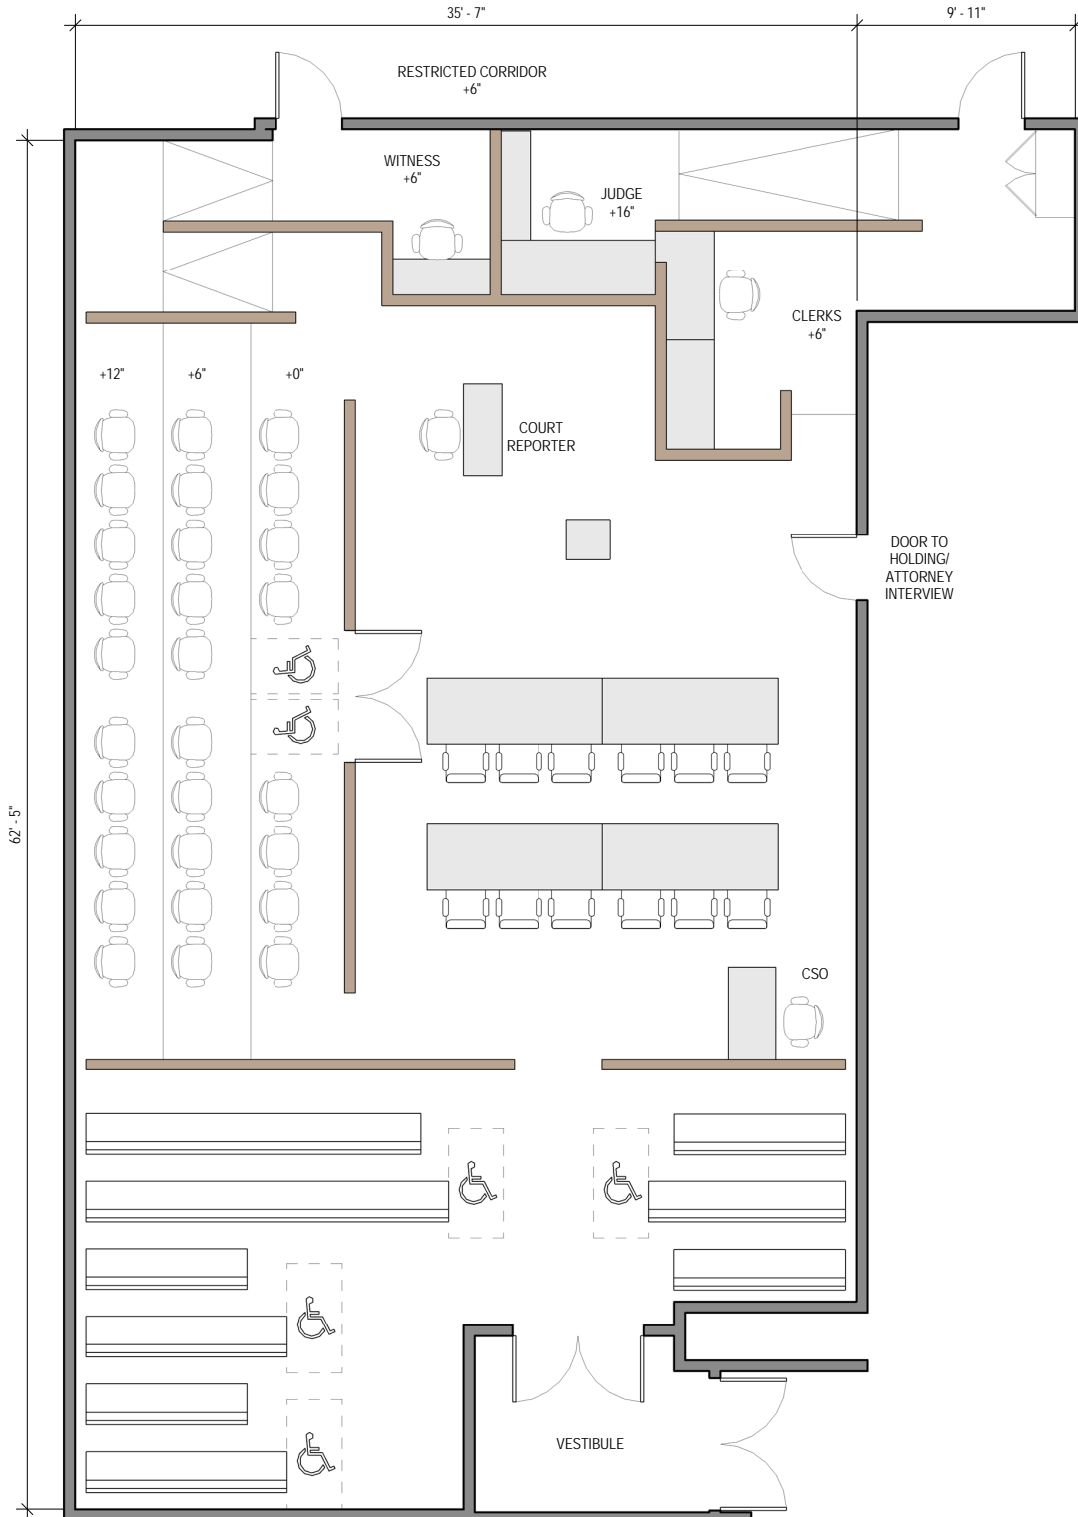 35' - 7"
9' - 11"
RESTRICTED CORRIDOR
+6"
WITNESS
+6"
JUDGE
+16"
CLERKS
+6"
+12"
+6"
+0"
COURT
REPORTER
DOOR TO
HOLDING/
ATTORNEY
INTERVIEW
62' - 5"
CSO
VESTIBULE